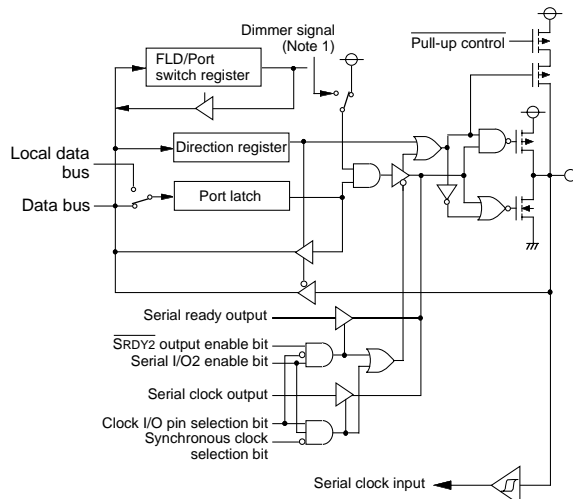 Dimmer signal
(Note 1)
Pull-up control
FLD/Port
switch register
Direction register
Local data
bus
Port latch
Data bus
Serial ready output
SRDY2 output enable bit
Serial I/O2 enable bit
Serial clock output
Clock I/O pin selection bit
Synchronous clock
selection bit
Serial clock input